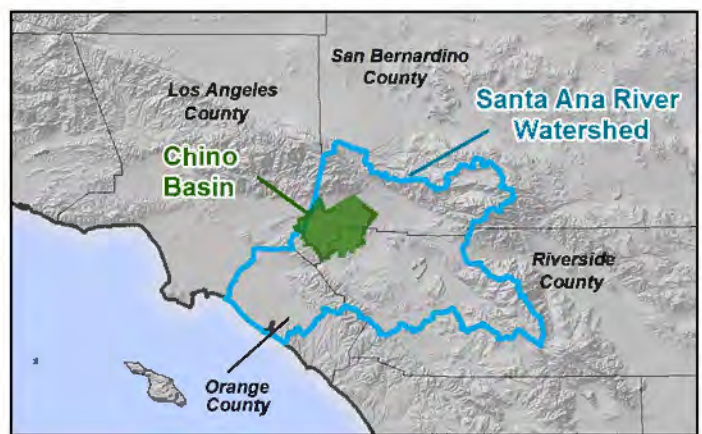 San Bernardino
County
Los Angeles
County
Santa Ana River
Watershed
Chino
Basin
Riverside
County
Orange
County